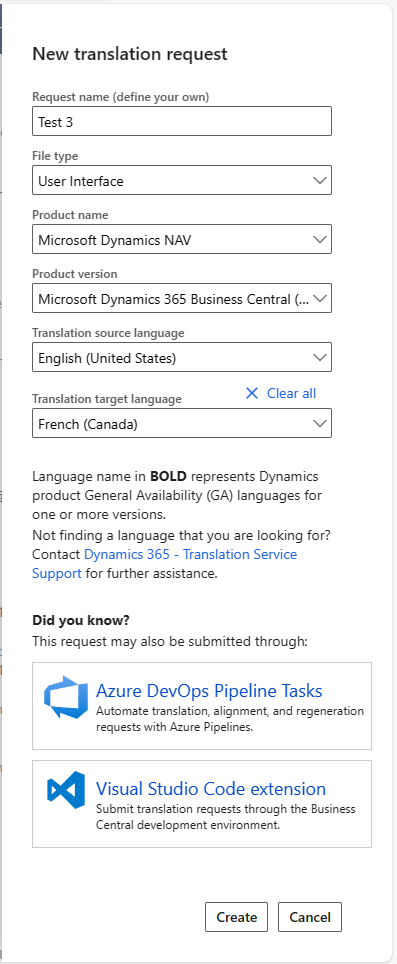 New translation request
Request name (define your own)
Test 3
File type
User Interface
Product name
Microsoft Dynamics NAV
Product version
Microsoft Dynamics 365 Business Central (...
Translation source language
English (United States)
Translation target language
Clear all
French (Canada)
Language name in BOLD represents Dynamics
product General Availability (GA) languages for
one or more versions.
Not finding a language that you are looking for?
Contact Dynamics 365 - Translation Service
Support for further assistance.
Did you know?
This request may also be submitted through:
Azure DevOps Pipeline Tasks
Automate translation, alignment, and regeneration
requests with Azure Pipelines.
Visual Studio Code extension
Submit translation requests through the Business
Central development environment.
Create
Cancel